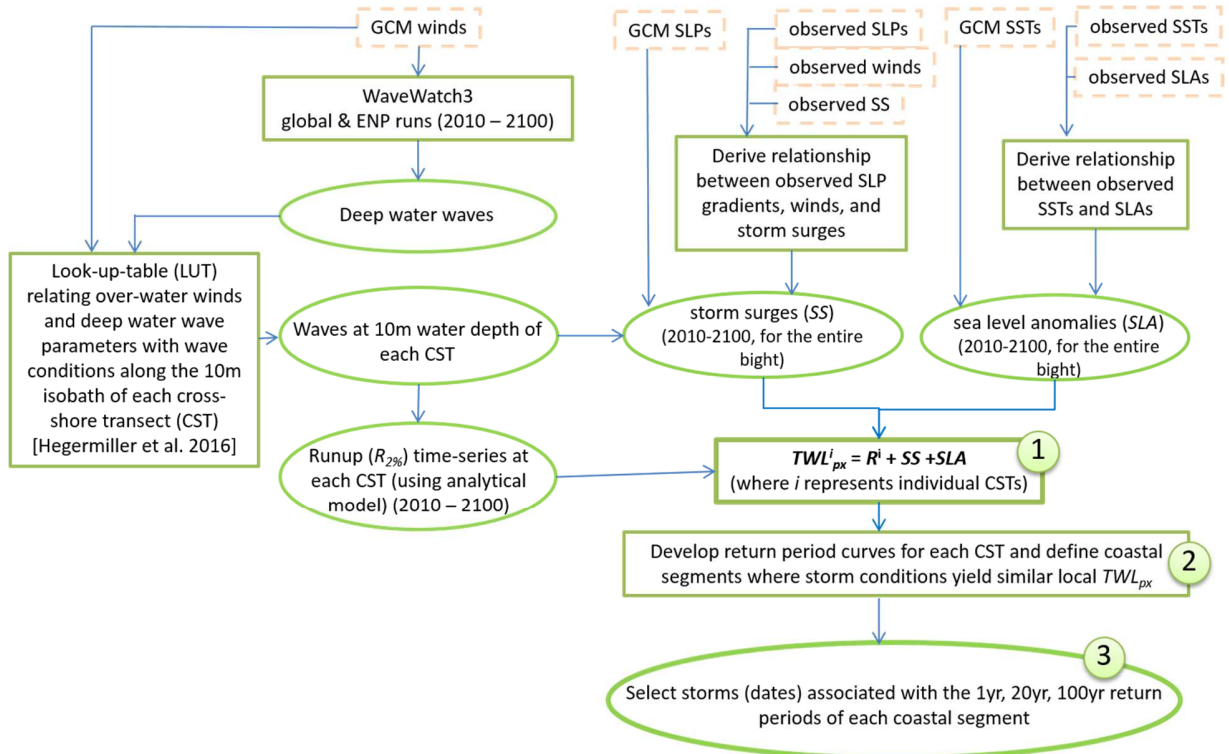 GCM winds
GCM SLPs
observed SLPs
observed winds
observed SS
GCM SSTs
observed SSTs
observed SLAs
WaveWatch3
global & ENP runs (2010 – 2100)
Deep water waves
Derive relationship
between observed SLP
gradients, winds, and
storm surges
Derive relationship
between observed
SSTs and SLAs
Look-up-table (LUT)
relating over-water winds
and deep water wave
parameters with wave
conditions along the 10m
isobath of each cross-
shore transect (CST)
[Hegermiller et al. 2016]
Waves at 10m water depth of
each CST
storm surges (SS)
(2010-2100, for the entire
bight)
sea level anomalies (SLA)
(2010-2100, for the entire
bight)
Runup (R2%) time-series at
each CST (using analytical
model) (2010 – 2100)
1
TWLⁱpx = Rⁱ + SS +SLA
(where i represents individual CSTs)
2
Develop return period curves for each CST and define coastal
segments where storm conditions yield similar local TWLpx
3
Select storms (dates) associated with the 1yr, 20yr, 100yr return
periods of each coastal segment